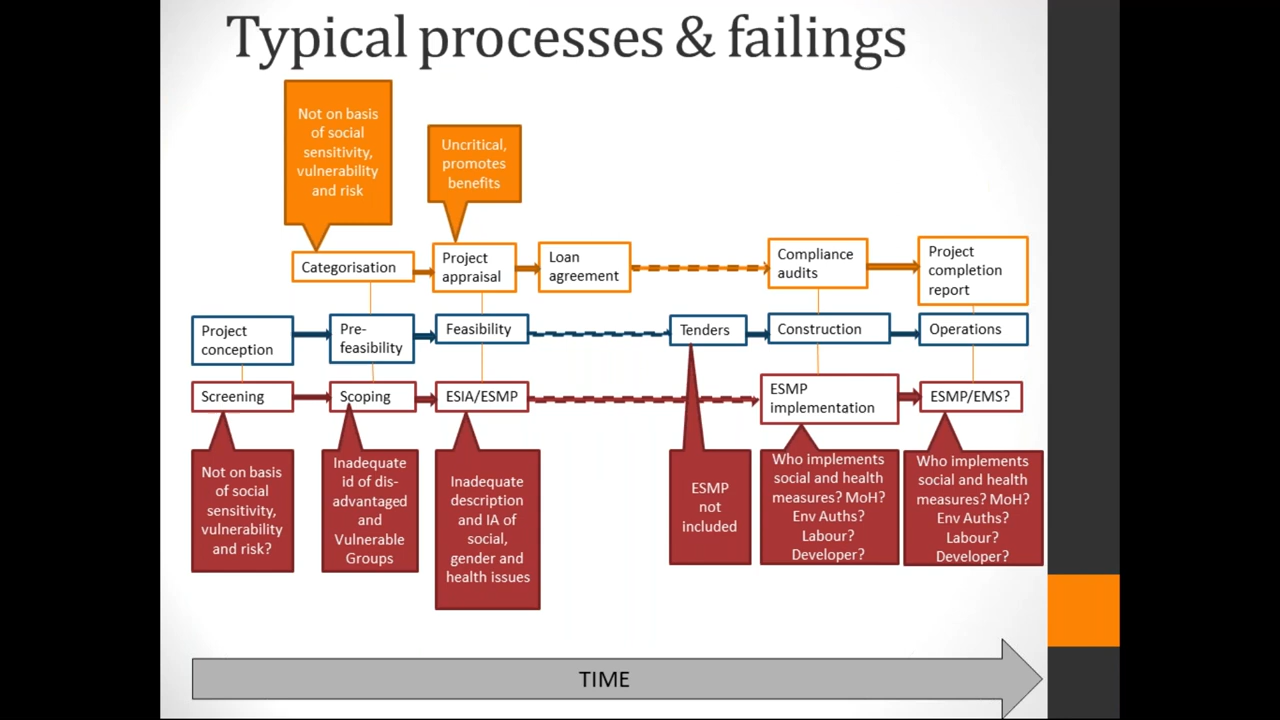 Typical processes & failings
Not on basis
of social
sensitivity,
vulnerability
and risk
Uncritical,
promotes
benefits
Categorisation
Project
appraisal
Loan
agreement
Compliance
audits
Project
completion
report
Project
conception
Pre-
feasibility
Feasibility
Tenders
Construction
Operations
Screening
Scoping
ESIA/ESMP
ESMP
implementation
ESMP/EMS?
Not on basis
of social
sensitivity,
vulnerability
and risk?
Inadequate
id of dis-
advantaged
and
Vulnerable
Groups
Inadequate
description
and IA of
social,
gender and
health issues
ESMP
not
included
Who implements
social and health
measures? MoH?
Env Auths?
Labour?
Developer?
Who implements
social and health
measures? MoH?
Env Auths?
Labour?
Developer?
TIME